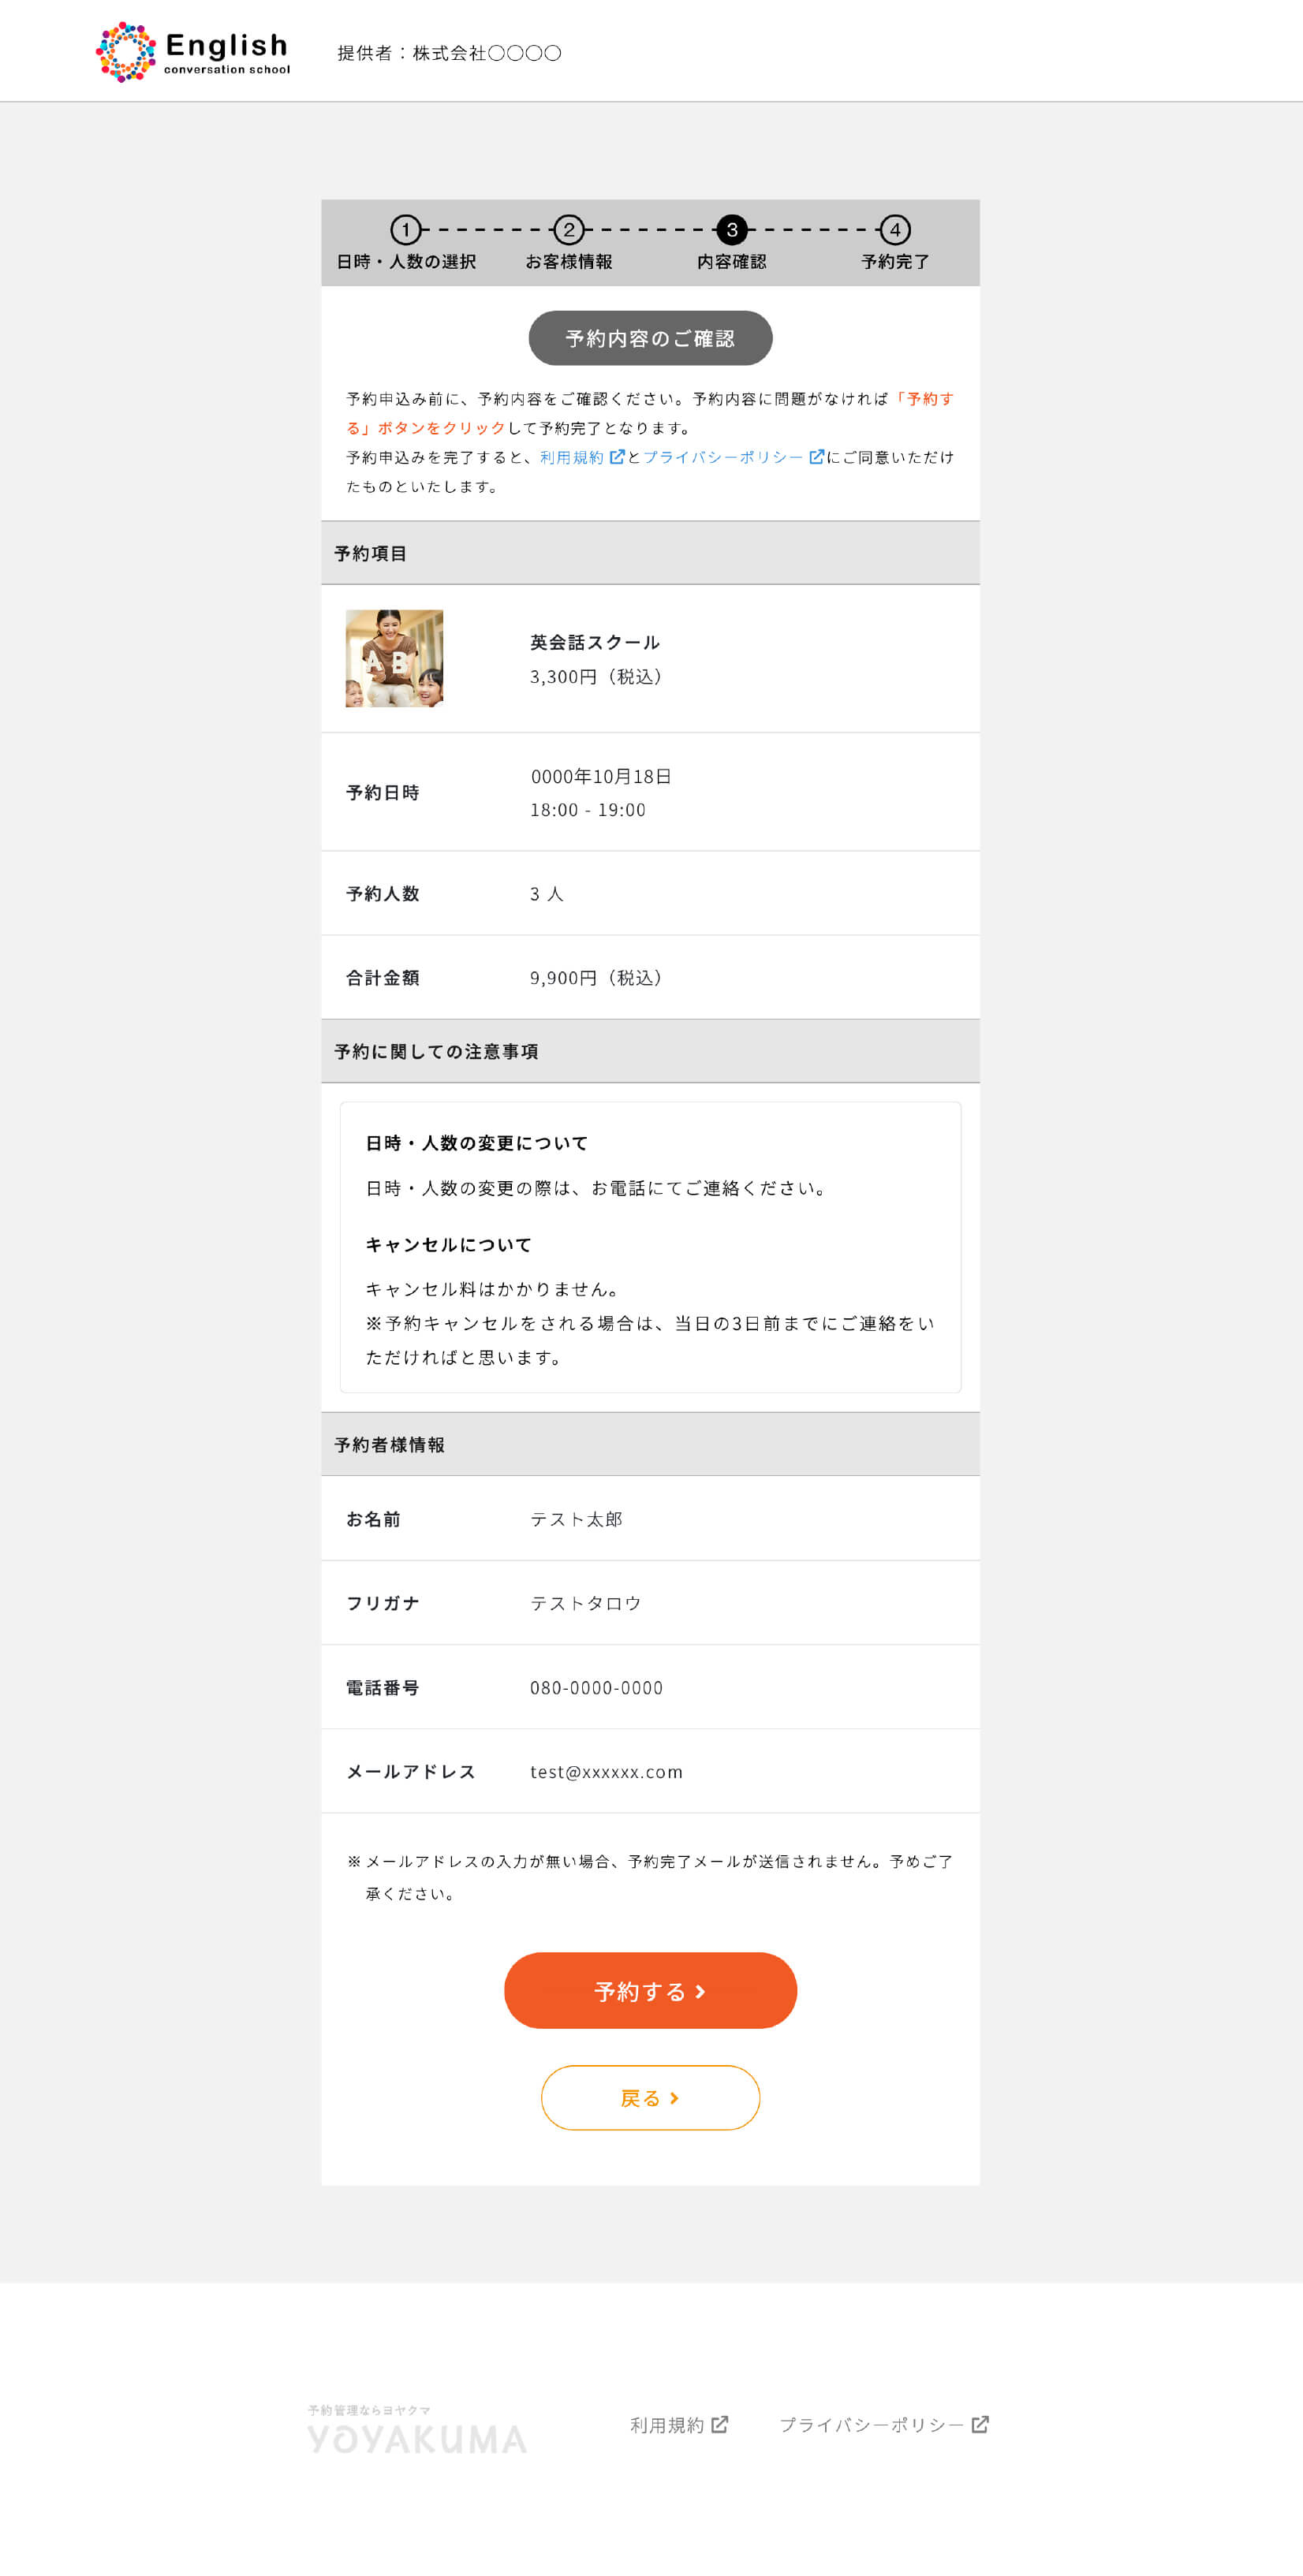 English
conversation school
提供者：株式会社〇〇〇〇
1 2 3 4
日時・人数の選択 お客様情報 内容確認 予約完了
予約内容のご確認
予約申込み前に、予約内容をご確認ください。予約内容に問題がなければ「予約す
る」ボタンをクリックして予約完了となります。
予約申込みを完了すると、利用規約とプライバシーポリシーにご同意いただけ
たものといたします。
予約項目
A B
英会話スクール
3,300円（税込）
予約日時
0000年10月18日
18:00 - 19:00
予約人数 3 人
合計金額 9,900円（税込）
予約に関しての注意事項
日時・人数の変更について
日時・人数の変更の際は、お電話にてご連絡ください。
キャンセルについて
キャンセル料はかかりません。
※予約キャンセルをされる場合は、当日の3日前までにご連絡をい
ただければと思います。
予約者様情報
お名前 テスト太郎
フリガナ テストタロウ
電話番号 080-0000-0000
メールアドレス test@xxxxxx.com
※ メールアドレスの入力が無い場合、予約完了メールが送信されません。予めご了
承ください。
予約する
戻る
予約管理ならヨヤクマ
YOYAKUMA
利用規約 プライバシーポリシー